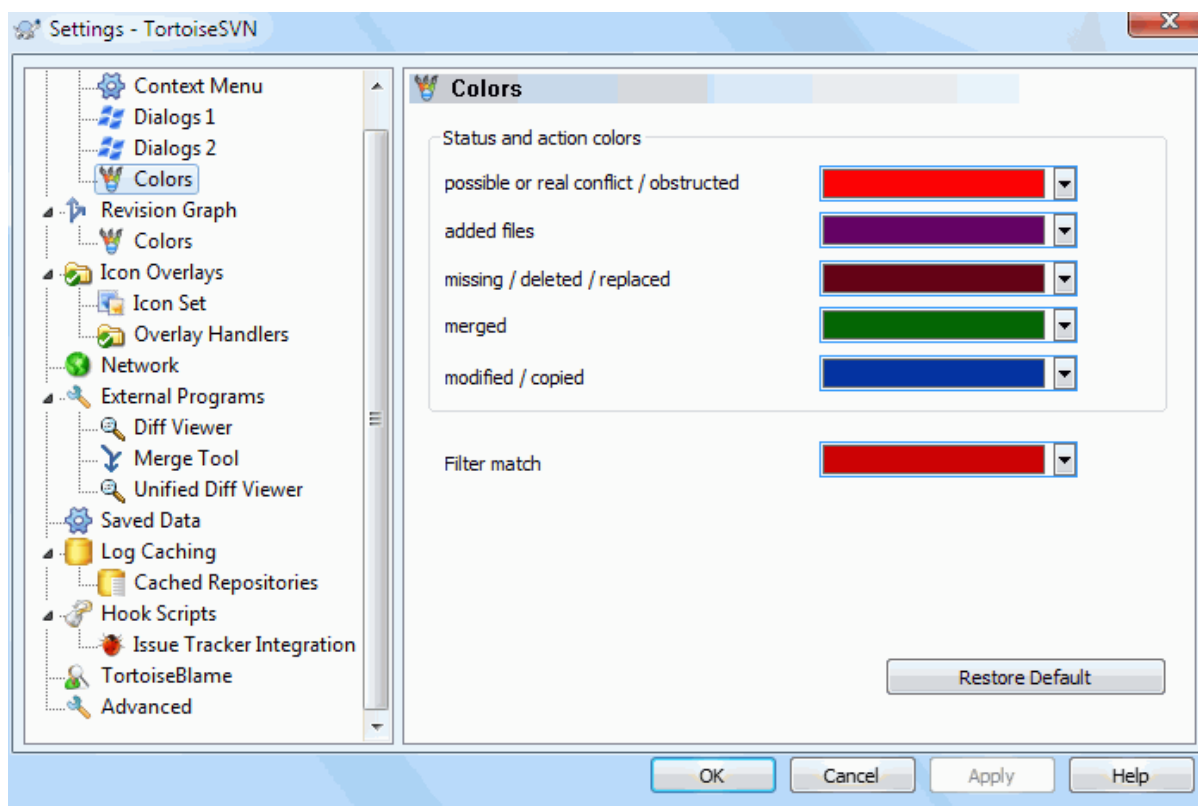 Settings - TortoiseSVN
Context Menu
Dialogs 1
Dialogs 2
Colors
Revision Graph
Colors
Icon Overlays
Icon Set
Overlay Handlers
Network
External Programs
Diff Viewer
Merge Tool
Unified Diff Viewer
Saved Data
Log Caching
Cached Repositories
Hook Scripts
Issue Tracker Integration
TortoiseBlame
Advanced
Colors
Status and action colors
possible or real conflict / obstructed
added files
missing / deleted / replaced
merged
modified / copied
Filter match
Restore Default
OK
Cancel
Apply
Help